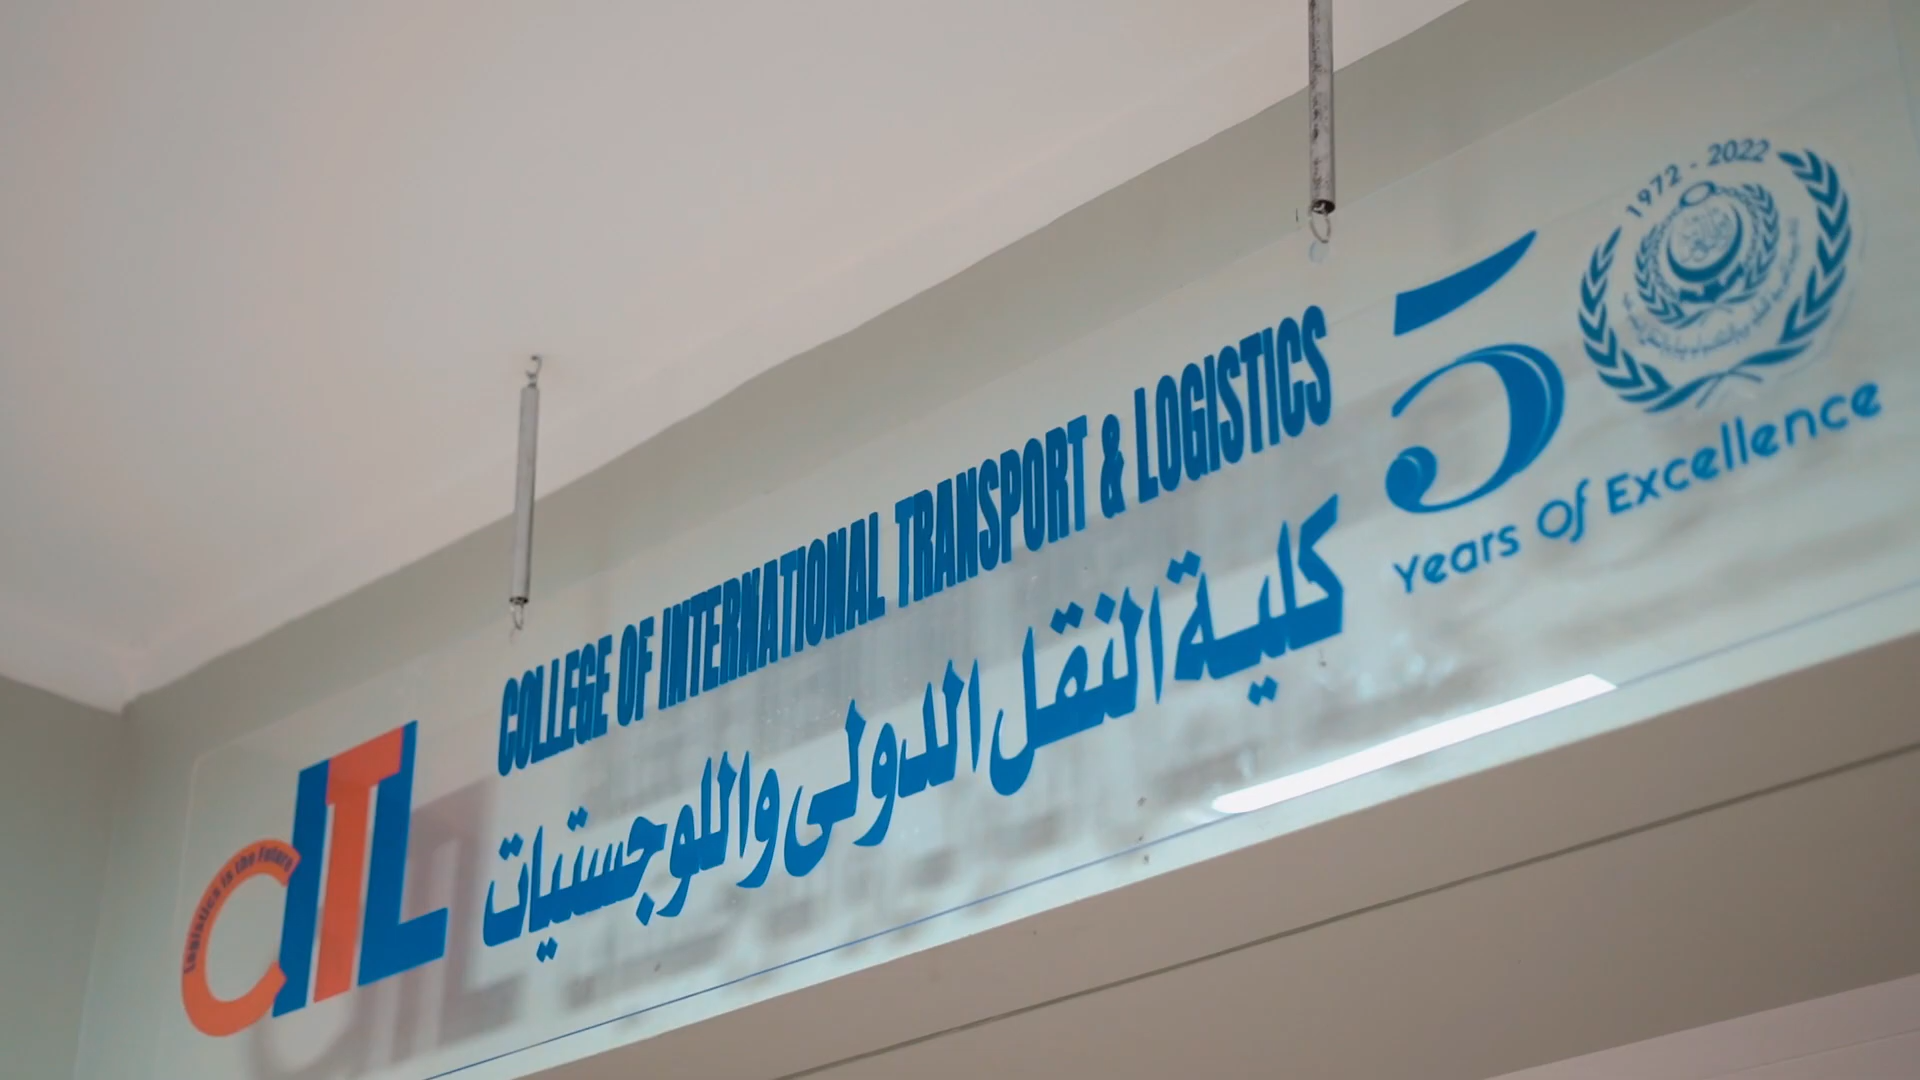 COLLEGE OF INTERNATIONAL TRANSPORT & LOGISTICS
كلية النقل الدولى واللوجستيات
CITL
Logistics is the Future
1972 - 2022
50
Years Of Excellence